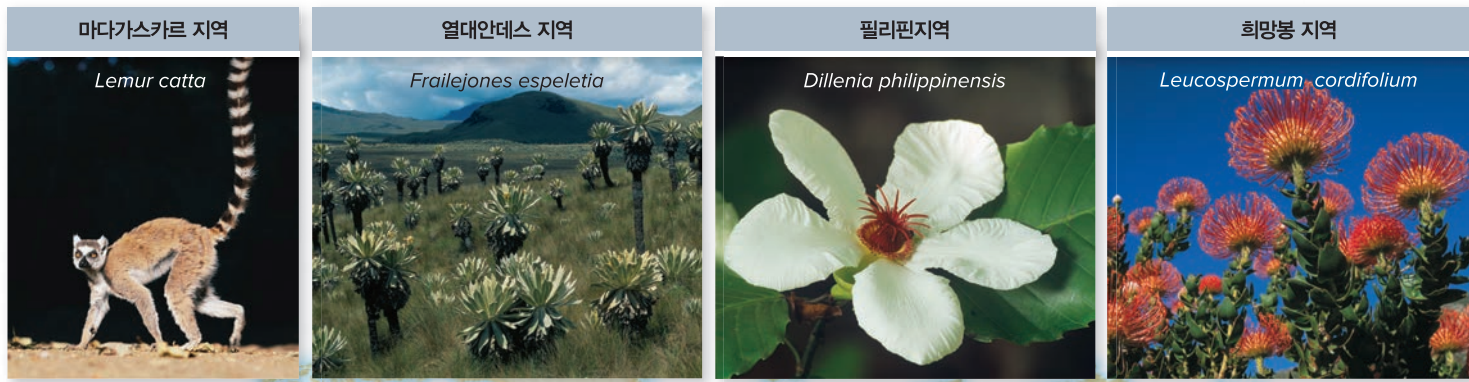 마다가스카르 지역
Lemur catta
열대안데스 지역
Frailejones espeletia
필리핀지역
Dillenia philippinensis
희망봉 지역
Leucospermum cordifolium